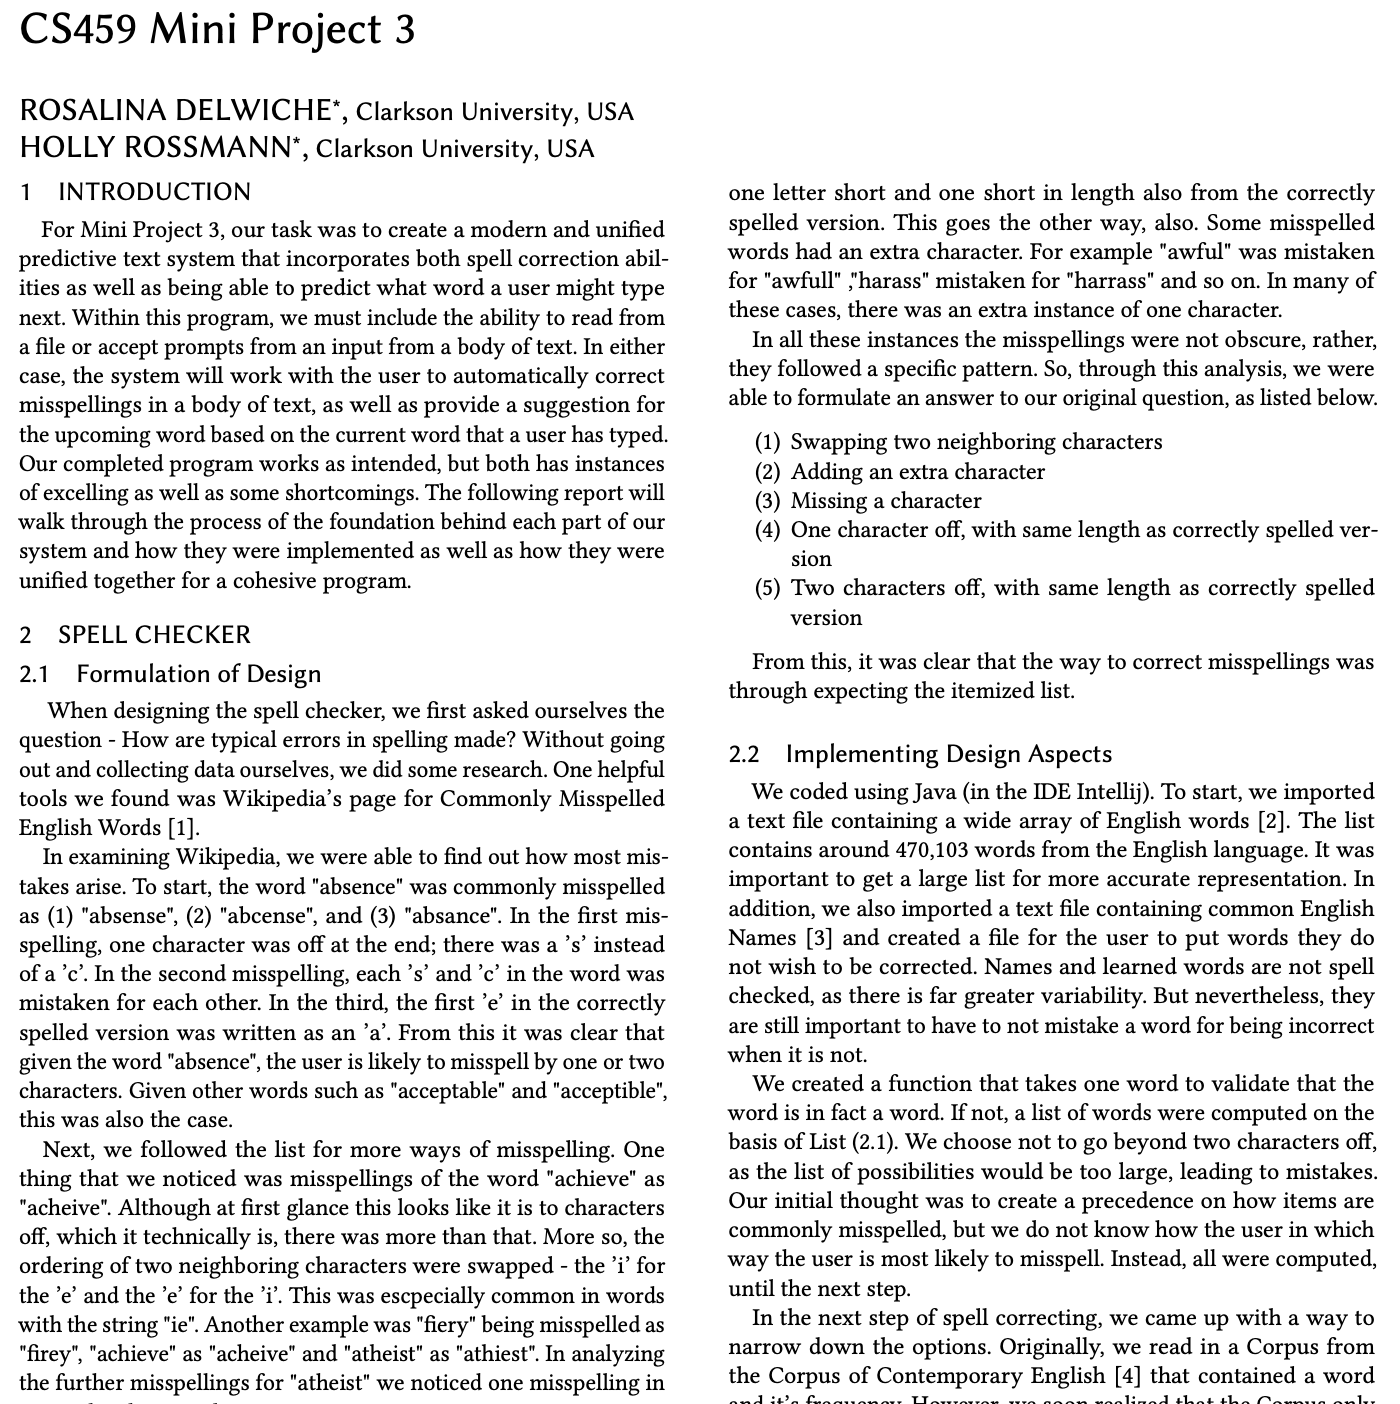 CS459 Mini Project 3
ROSALINA DELWICHE*, Clarkson University, USA
HOLLY ROSSMANN*, Clarkson University, USA
1 INTRODUCTION
For Mini Project 3, our task was to create a modern and unified
predictive text system that incorporates both spell correction abil-
ities as well as being able to predict what word a user might type
next. Within this program, we must include the ability to read from
a file or accept prompts from an input from a body of text. In either
case, the system will work with the user to automatically correct
misspellings in a body of text, as well as provide a suggestion for
the upcoming word based on the current word that a user has typed.
Our completed program works as intended, but both has instances
of excelling as well as some shortcomings. The following report will
walk through the process of the foundation behind each part of our
system and how they were implemented as well as how they were
unified together for a cohesive program.
2 SPELL CHECKER
2.1 Formulation of Design
When designing the spell checker, we first asked ourselves the
question - How are typical errors in spelling made? Without going
out and collecting data ourselves, we did some research. One helpful
tools we found was Wikipedia's page for Commonly Misspelled
English Words [1].
In examining Wikipedia, we were able to find out how most mis-
takes arise. To start, the word "absence" was commonly misspelled
as (1) "absense", (2) "abcense", and (3) "absance". In the first mis-
spelling, one character was off at the end; there was a 's' instead
of a 'c'. In the second misspelling, each 's' and 'c' in the word was
mistaken for each other. In the third, the first 'e' in the correctly
spelled version was written as an 'a'. From this it was clear that
given the word "absence", the user is likely to misspell by one or two
characters. Given other words such as "acceptable" and "acceptible",
this was also the case.
Next, we followed the list for more ways of misspelling. One
thing that we noticed was misspellings of the word "achieve" as
"acheive". Although at first glance this looks like it is to characters
off, which it technically is, there was more than that. More so, the
ordering of two neighboring characters were swapped - the 'i' for
the 'e' and the 'e' for the 'i'. This was escpecially common in words
with the string "ie". Another example was "fiery" being misspelled as
"firey", "achieve" as "acheive" and "atheist" as "athiest". In analyzing
the further misspellings for "atheist" we noticed one misspelling in
one letter short and one short in length also from the correctly
spelled version. This goes the other way, also. Some misspelled
words had an extra character. For example "awful" was mistaken
for "awfull" ,"harass" mistaken for "harrass" and so on. In many of
these cases, there was an extra instance of one character.
In all these instances the misspellings were not obscure, rather,
they followed a specific pattern. So, through this analysis, we were
able to formulate an answer to our original question, as listed below.
(1) Swapping two neighboring characters
(2) Adding an extra character
(3) Missing a character
(4) One character off, with same length as correctly spelled ver-
sion
(5) Two characters off, with same length as correctly spelled
version
From this, it was clear that the way to correct misspellings was
through expecting the itemized list.
2.2 Implementing Design Aspects
We coded using Java (in the IDE Intellij). To start, we imported
a text file containing a wide array of English words [2]. The list
contains around 470,103 words from the English language. It was
important to get a large list for more accurate representation. In
addition, we also imported a text file containing common English
Names [3] and created a file for the user to put words they do
not wish to be corrected. Names and learned words are not spell
checked, as there is far greater variability. But nevertheless, they
are still important to have to not mistake a word for being incorrect
when it is not.
We created a function that takes one word to validate that the
word is in fact a word. If not, a list of words were computed on the
basis of List (2.1). We choose not to go beyond two characters off,
as the list of possibilities would be too large, leading to mistakes.
Our initial thought was to create a precedence on how items are
commonly misspelled, but we do not know how the user in which
way the user is most likely to misspell. Instead, all were computed,
until the next step.
In the next step of spell correcting, we came up with a way to
narrow down the options. Originally, we read in a Corpus from
the Corpus of Contemporary English [4] that contained a word
and it's frequency. However, we soon realized that the Corpus only